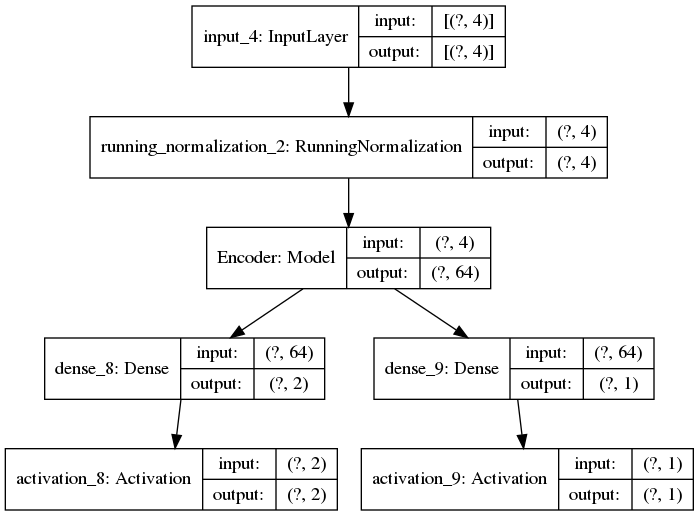 input_4: InputLayer
input: [(?, 4)]
output: [(?, 4)]
running_normalization_2: RunningNormalization
input: (?, 4)
output: (?, 4)
Encoder: Model
input: (?, 4)
output: (?, 64)
dense_8: Dense
input: (?, 64)
output: (?, 2)
dense_9: Dense
input: (?, 64)
output: (?, 1)
activation_8: Activation
input: (?, 2)
output: (?, 2)
activation_9: Activation
input: (?, 1)
output: (?, 1)